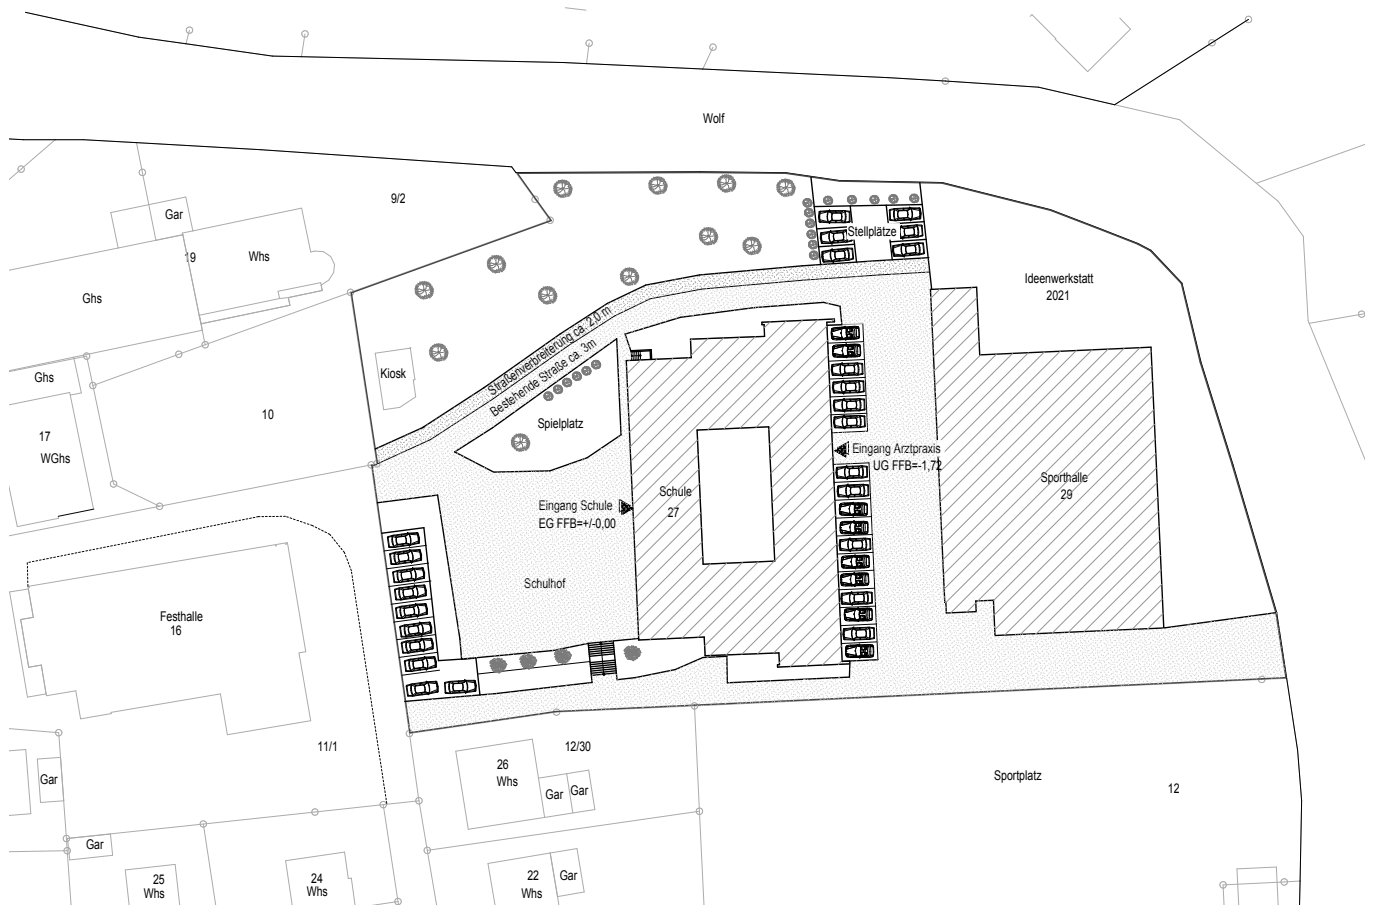 Wolf
9/2
Gar
19
Whs
Ghs
Stellplätze
Ideenwerkstatt
2021
Straßenverbreiterung ca. 2,0 m
Bestehende Straße ca. 3m
Kiosk
Ghs
10
Spielplatz
17
WGhs
Eingang Arztpraxis
UG FFB=-1,72
Sporthalle
29
Schule
27
Eingang Schule
EG FFB=+/-0,00
Schulhof
Festhalle
16
11/1
12/30
26
Whs
Gar
Gar
Gar
Sportplatz
12
Gar
25
Whs
24
Whs
22
Whs
Gar